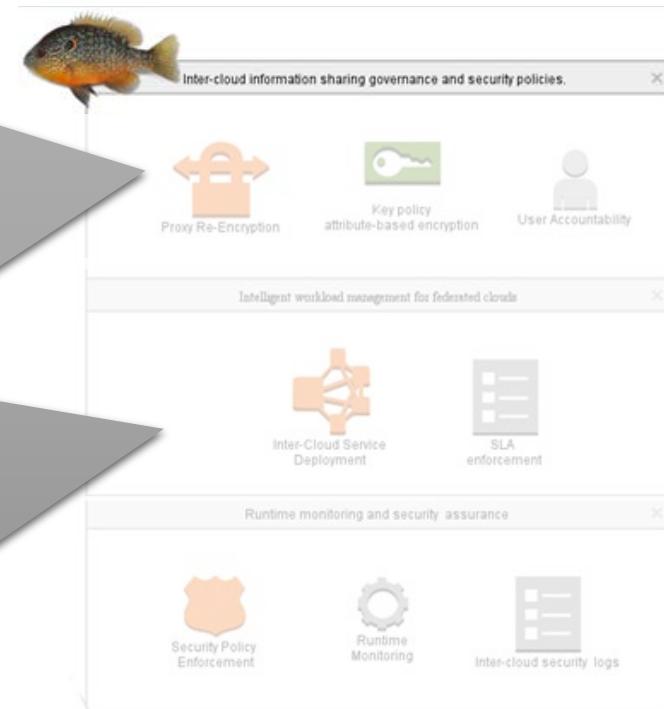 Inter-cloud information sharing governance and security policies.
Proxy Re-Encryption
Key policy
attribute-based encryption
User Accountability
Intelligent workload management for federated clouds
Inter-Cloud Service
Deployment
SLA
enforcement
Runtime monitoring and security assurance
Security Policy
Enforcement
Runtime
Monitoring
Inter-cloud security logs